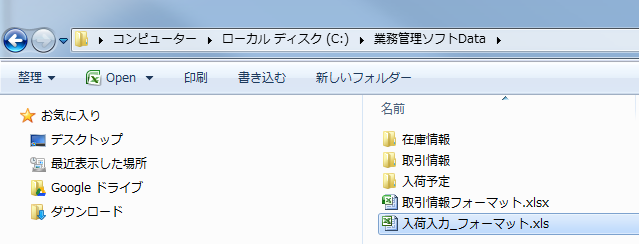 コンピューター ▸ ローカル ディスク (C:) ▸ 業務管理ソフトData ▸
整理 Open 印刷 書き込む 新しいフォルダー
お気に入り
デスクトップ
最近表示した場所
Google ドライブ
ダウンロード
名前
在庫情報
取引情報
入荷予定
取引情報フォーマット.xlsx
入荷入力_フォーマット.xls